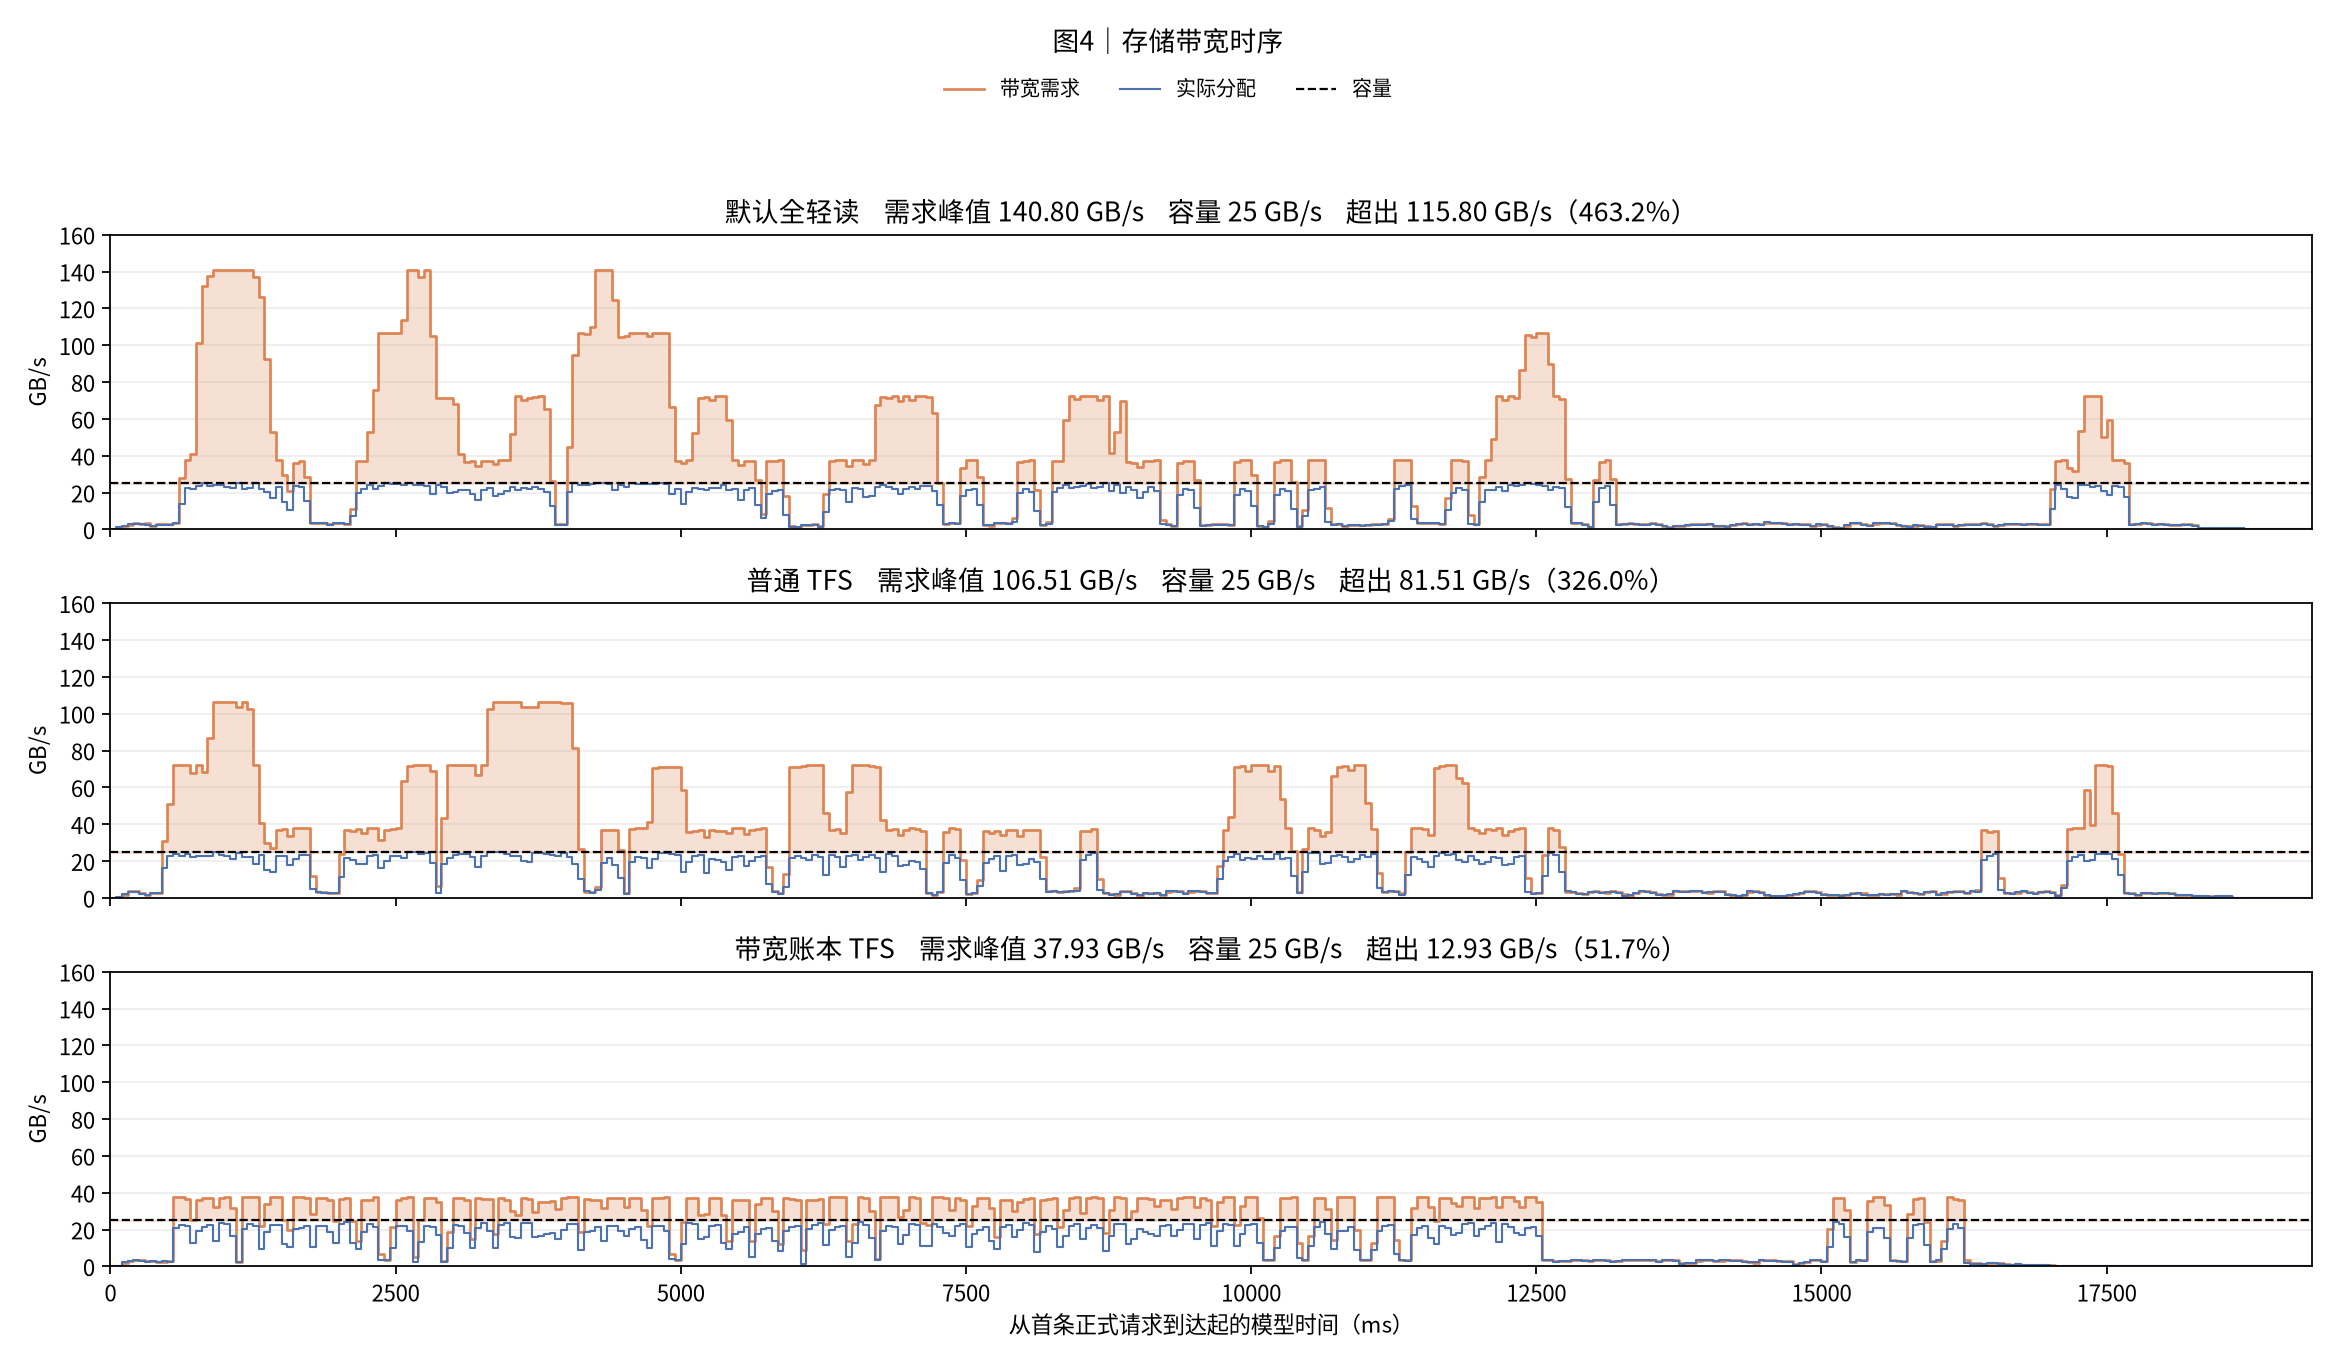 图4｜存储带宽时序
带宽需求 实际分配 容量
默认全轻读 需求峰值 140.80 GB/s 容量 25 GB/s 超出 115.80 GB/s（463.2%）
160
140
120
100
80
60
40
20
0
GB/s
普通 TFS 需求峰值 106.51 GB/s 容量 25 GB/s 超出 81.51 GB/s（326.0%）
160
140
120
100
80
60
40
20
0
GB/s
带宽账本 TFS 需求峰值 37.93 GB/s 容量 25 GB/s 超出 12.93 GB/s（51.7%）
160
140
120
100
80
60
40
20
0
GB/s
0 2500 5000 7500 10000 12500 15000 17500
从首条正式请求到达起的模型时间（ms）